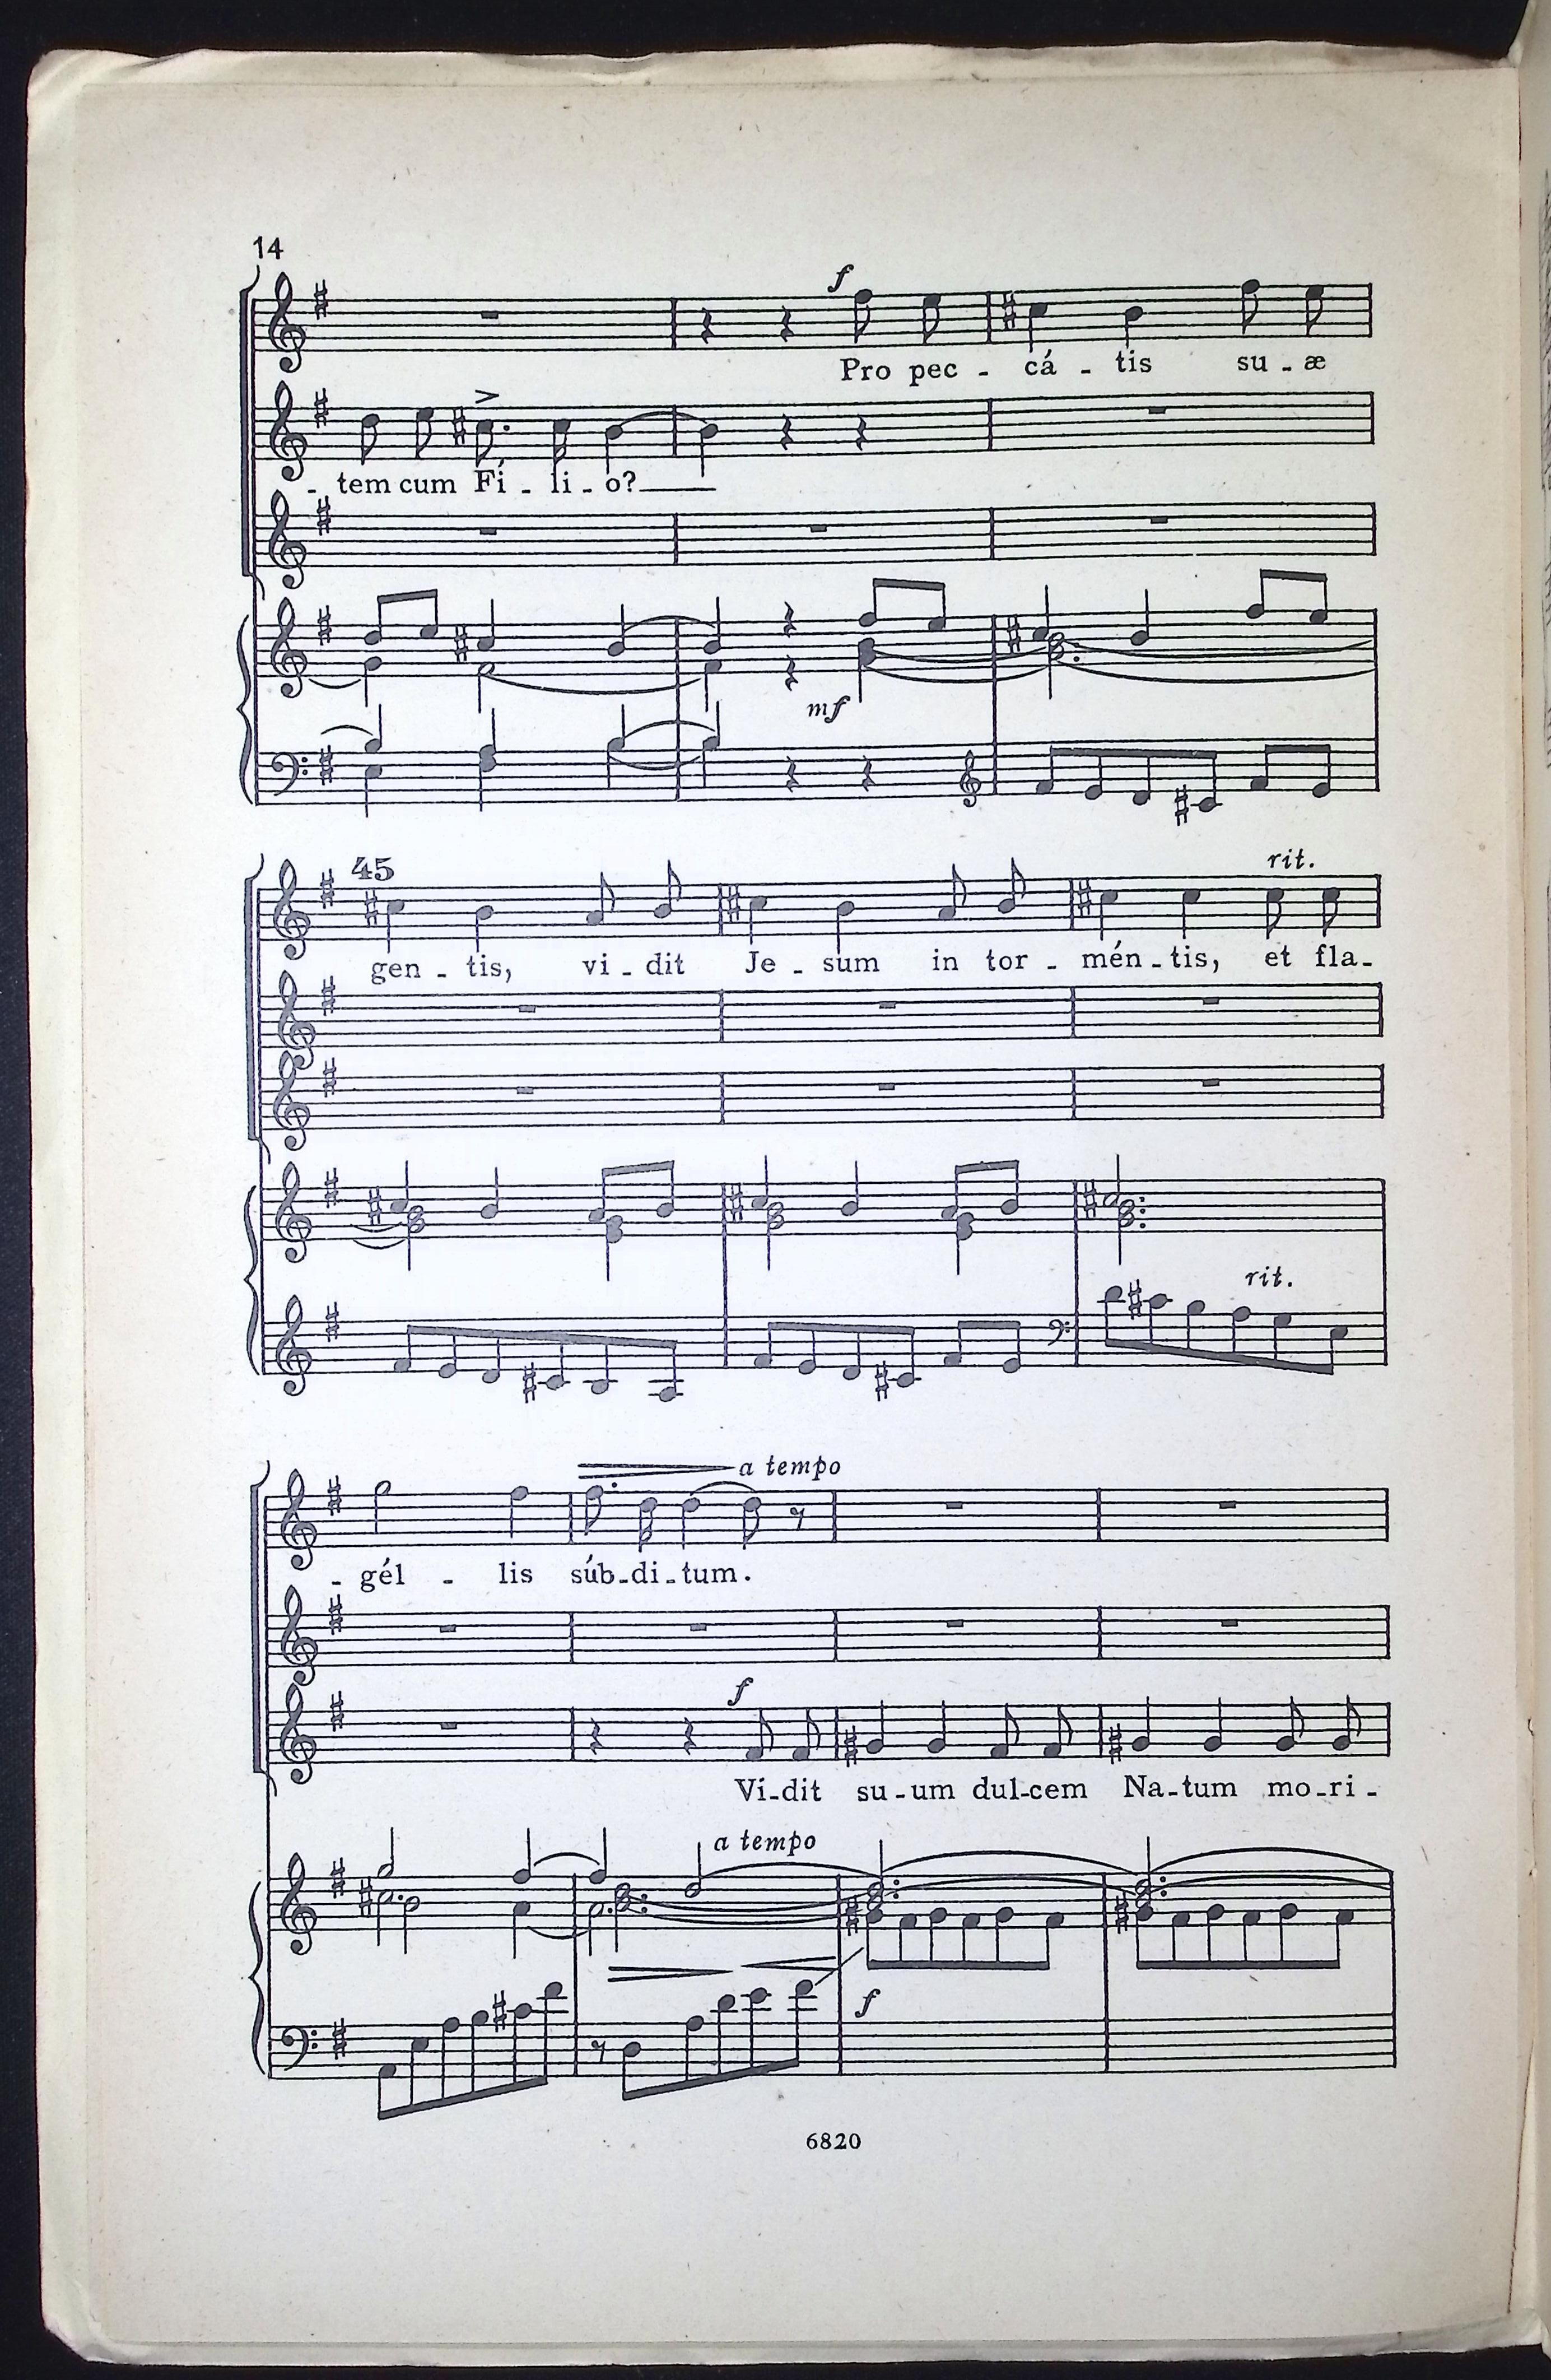 14
f
Pro pec - cá - tis su - æ
- tem cum Fí - li - o?
mf
45
rit.
gen - tis, vi - dit Je - sum in tor - mén - tis, et fla -
rit.
a tempo
- gél - lis súb - di - tum.
f
Vi - dit su - um dul - cem Na - tum mo - ri -
a tempo
f
6820